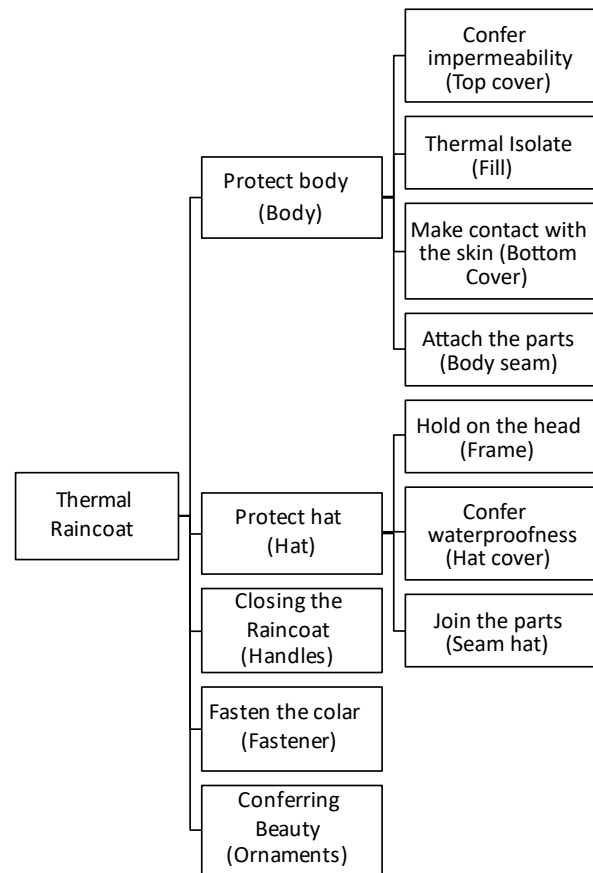 Thermal
Raincoat
Protect body
(Body)
Confer
impermeability
(Top cover)
Thermal Isolate
(Fill)
Make contact with
the skin (Bottom
Cover)
Attach the parts
(Body seam)
Protect hat
(Hat)
Hold on the head
(Frame)
Confer
waterproofness
(Hat cover)
Join the parts
(Seam hat)
Closing the
Raincoat
(Handles)
Fasten the colar
(Fastener)
Conferring
Beauty
(Ornaments)